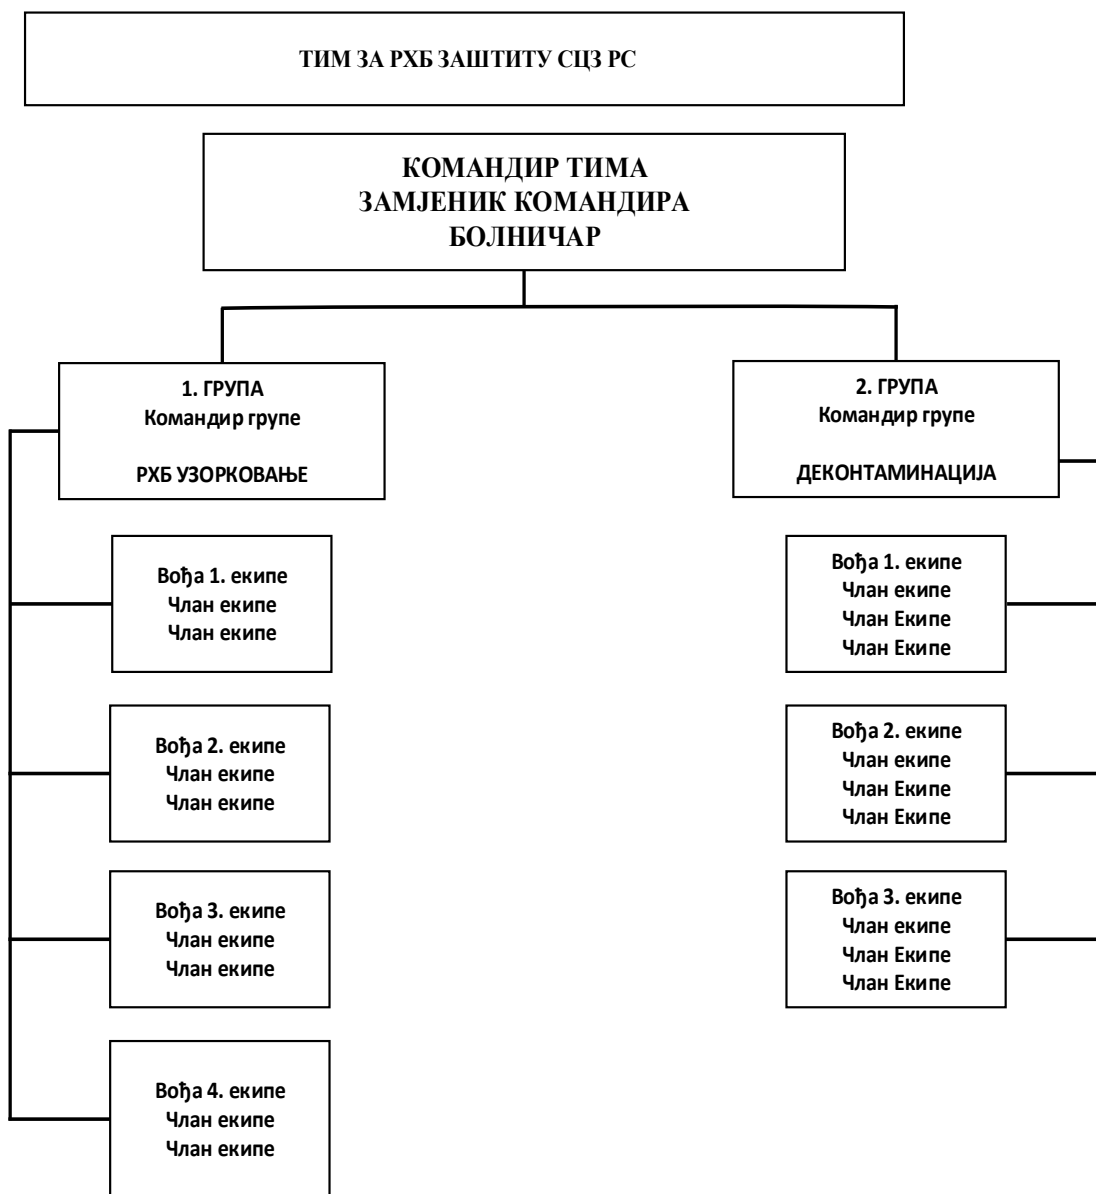 ТИМ ЗА РХБ ЗАШТИТУ СЦЗ РС
КОМАНДИР ТИМА
ЗАМЈЕНИК КОМАНДИРА
БОЛНИЧАР
1. ГРУПА
Командир групе
РХБ УЗОРКОВАЊЕ
Вођа 1. екипе
Члан екипе
Члан екипе
Вођа 2. екипе
Члан екипе
Члан екипе
Вођа 3. екипе
Члан екипе
Члан екипе
Вођа 4. екипе
Члан екипе
Члан екипе
2. ГРУПА
Командир групе
ДЕКОНТАМИНАЦИЈА
Вођа 1. екипе
Члан екипе
Члан Екипе
Члан Екипе
Вођа 2. екипе
Члан екипе
Члан Екипе
Члан Екипе
Вођа 3. екипе
Члан екипе
Члан Екипе
Члан Екипе